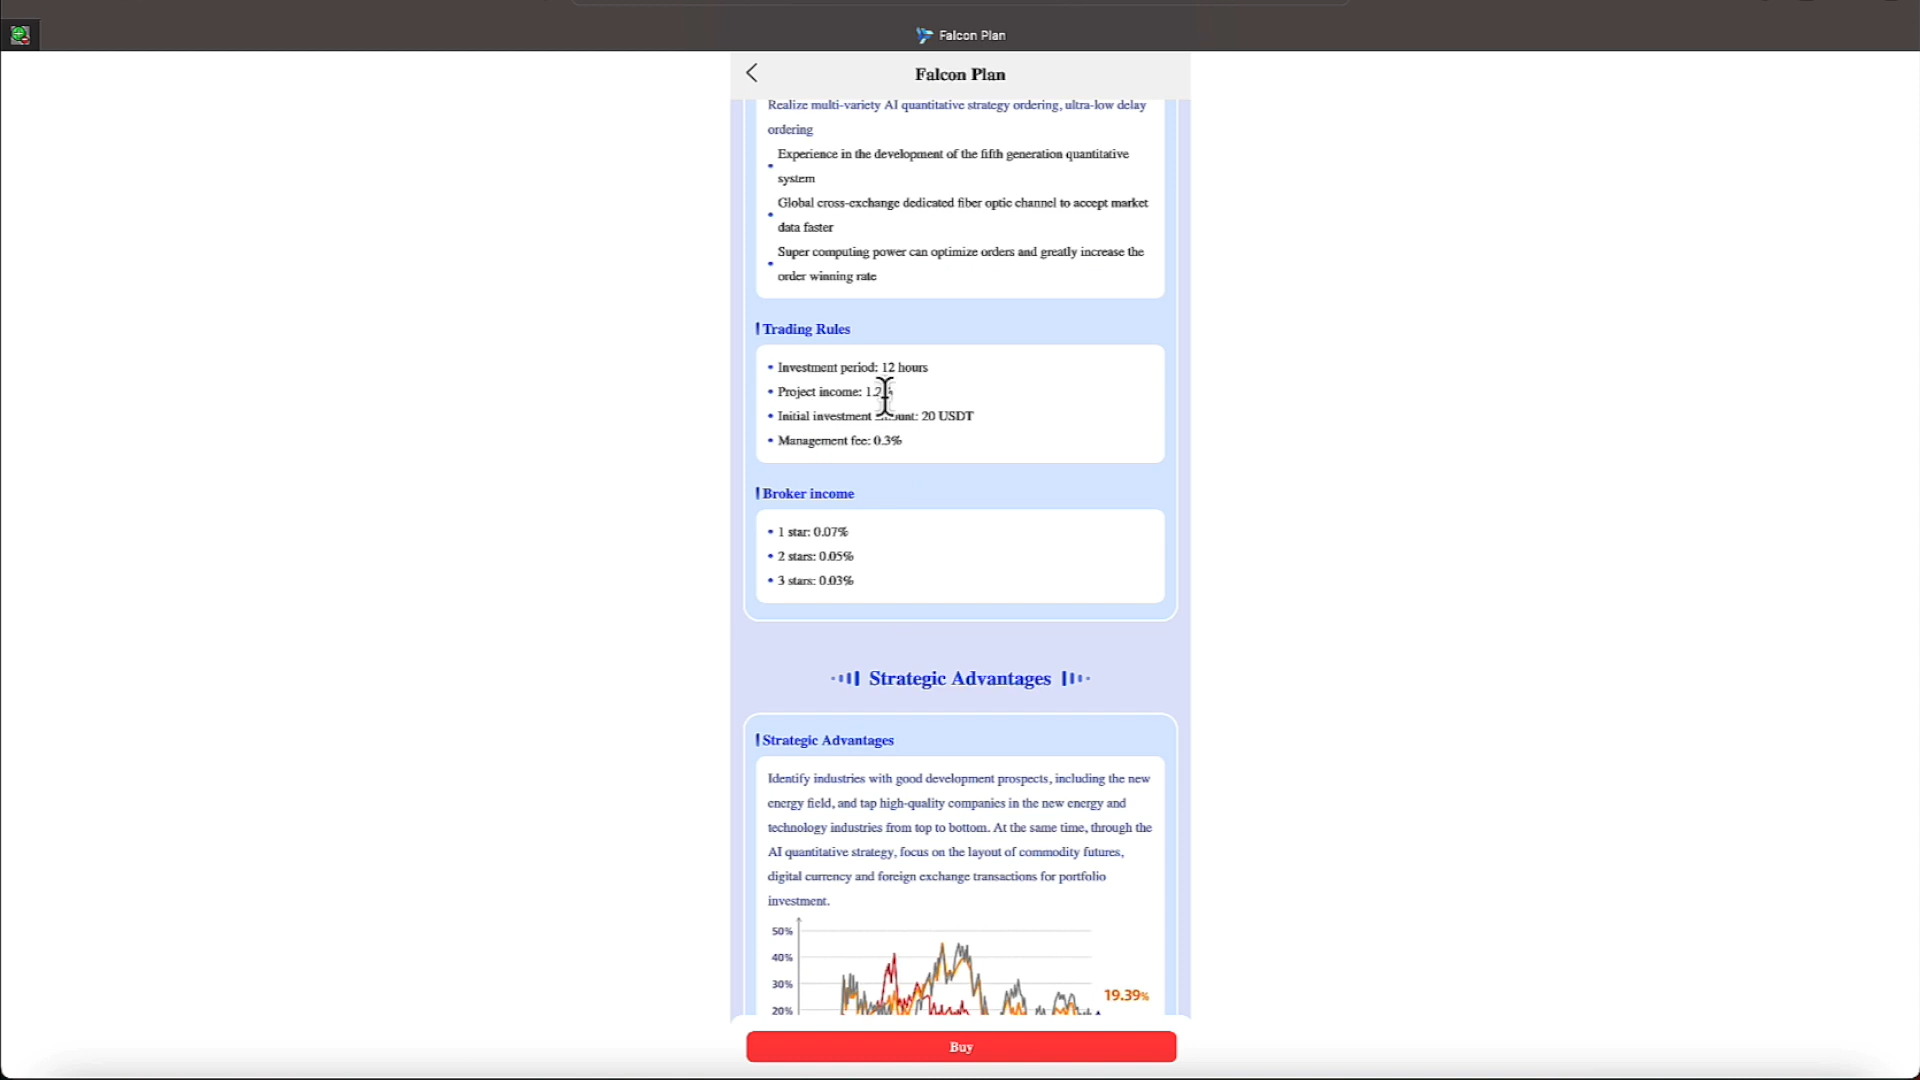 Falcon Plan
Falcon Plan
Realize multi-variety AI quantitative strategy ordering, ultra-low delay
ordering
• Experience in the development of the fifth generation quantitative
system
• Global cross-exchange dedicated fiber optic channel to accept market
data faster
• Super computing power can optimize orders and greatly increase the
order winning rate
Trading Rules
• Investment period: 12 hours
• Project income:
• Initial investment 20 USDT
• Management fee: 0.3%
Broker income
• 1 star: 0.07%
• 2 stars: 0.05%
• 3 stars: 0.03%
Strategic Advantages
Strategic Advantages
Identify industries with good development prospects, including the new
energy field, and tap high-quality companies in the new energy and
technology industries from top to bottom. At the same time, through the
AI quantitative strategy, focus on the layout of commodity futures,
digital currency and foreign exchange transactions for portfolio
investment.
50%
40%
30%
19.39%
20%
Buy